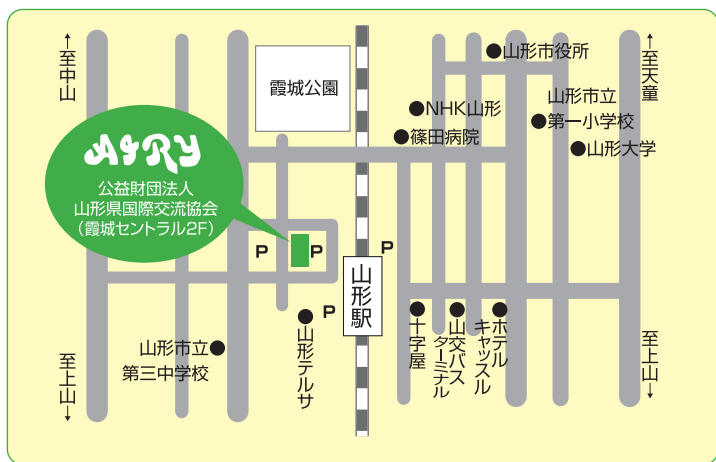 ←至中山
霞城公園
山形市役所
→至天童
NHK山形
篠田病院
山形市立
第一小学校
山形大学
AIRY
公益財団法人
山形県国際交流協会
(霞城セントラル2F)
P
P
P
P
山形駅
山形テルサ
十字屋
山交バス
ターミナル
ホテル
キャッスル
山形市立
第三中学校
至上山→
至上山→